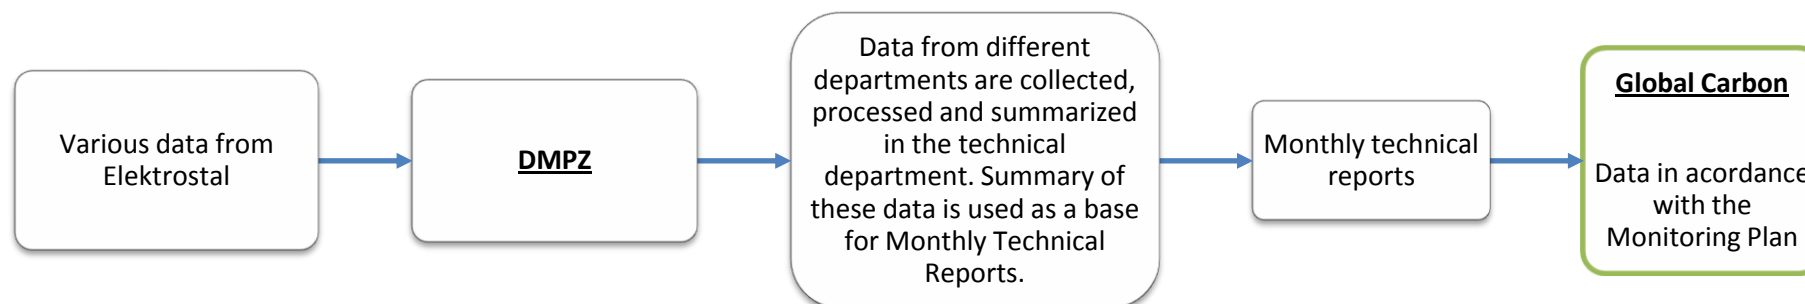 Various data from
Elektrostal
DMPZ
Data from different
departments are collected,
processed and summarized
in the technical
department. Summary of
these data is used as a base
for Monthly Technical
Reports.
Monthly technical
reports
Global Carbon
Data in acordance
with the
Monitoring Plan